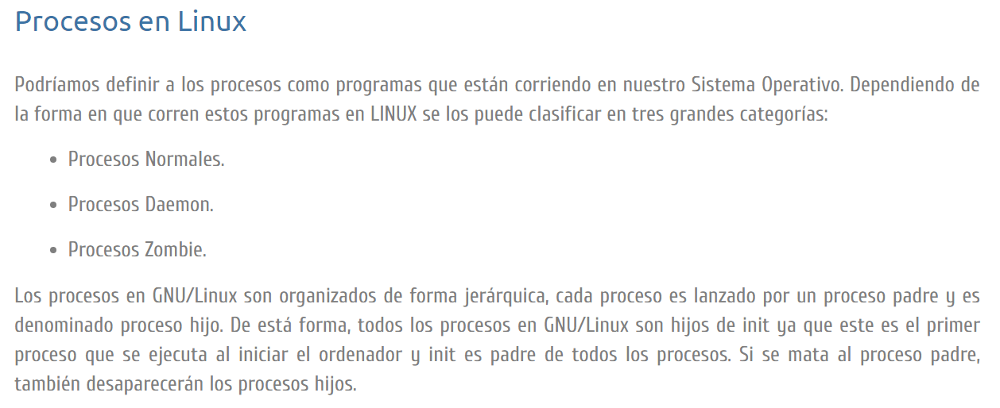 Procesos en Linux
Podríamos definir a los procesos como programas que están corriendo en nuestro Sistema Operativo. Dependiendo de
la forma en que corren estos programas en LINUX se los puede clasificar en tres grandes categorías:
• Procesos Normales.
• Procesos Daemon.
• Procesos Zombie.
Los procesos en GNU/Linux son organizados de forma jerárquica, cada proceso es lanzado por un proceso padre y es
denominado proceso hijo. De está forma, todos los procesos en GNU/Linux son hijos de init ya que este es el primer
proceso que se ejecuta al iniciar el ordenador y init es padre de todos los procesos. Si se mata al proceso padre,
también desaparecerán los procesos hijos.